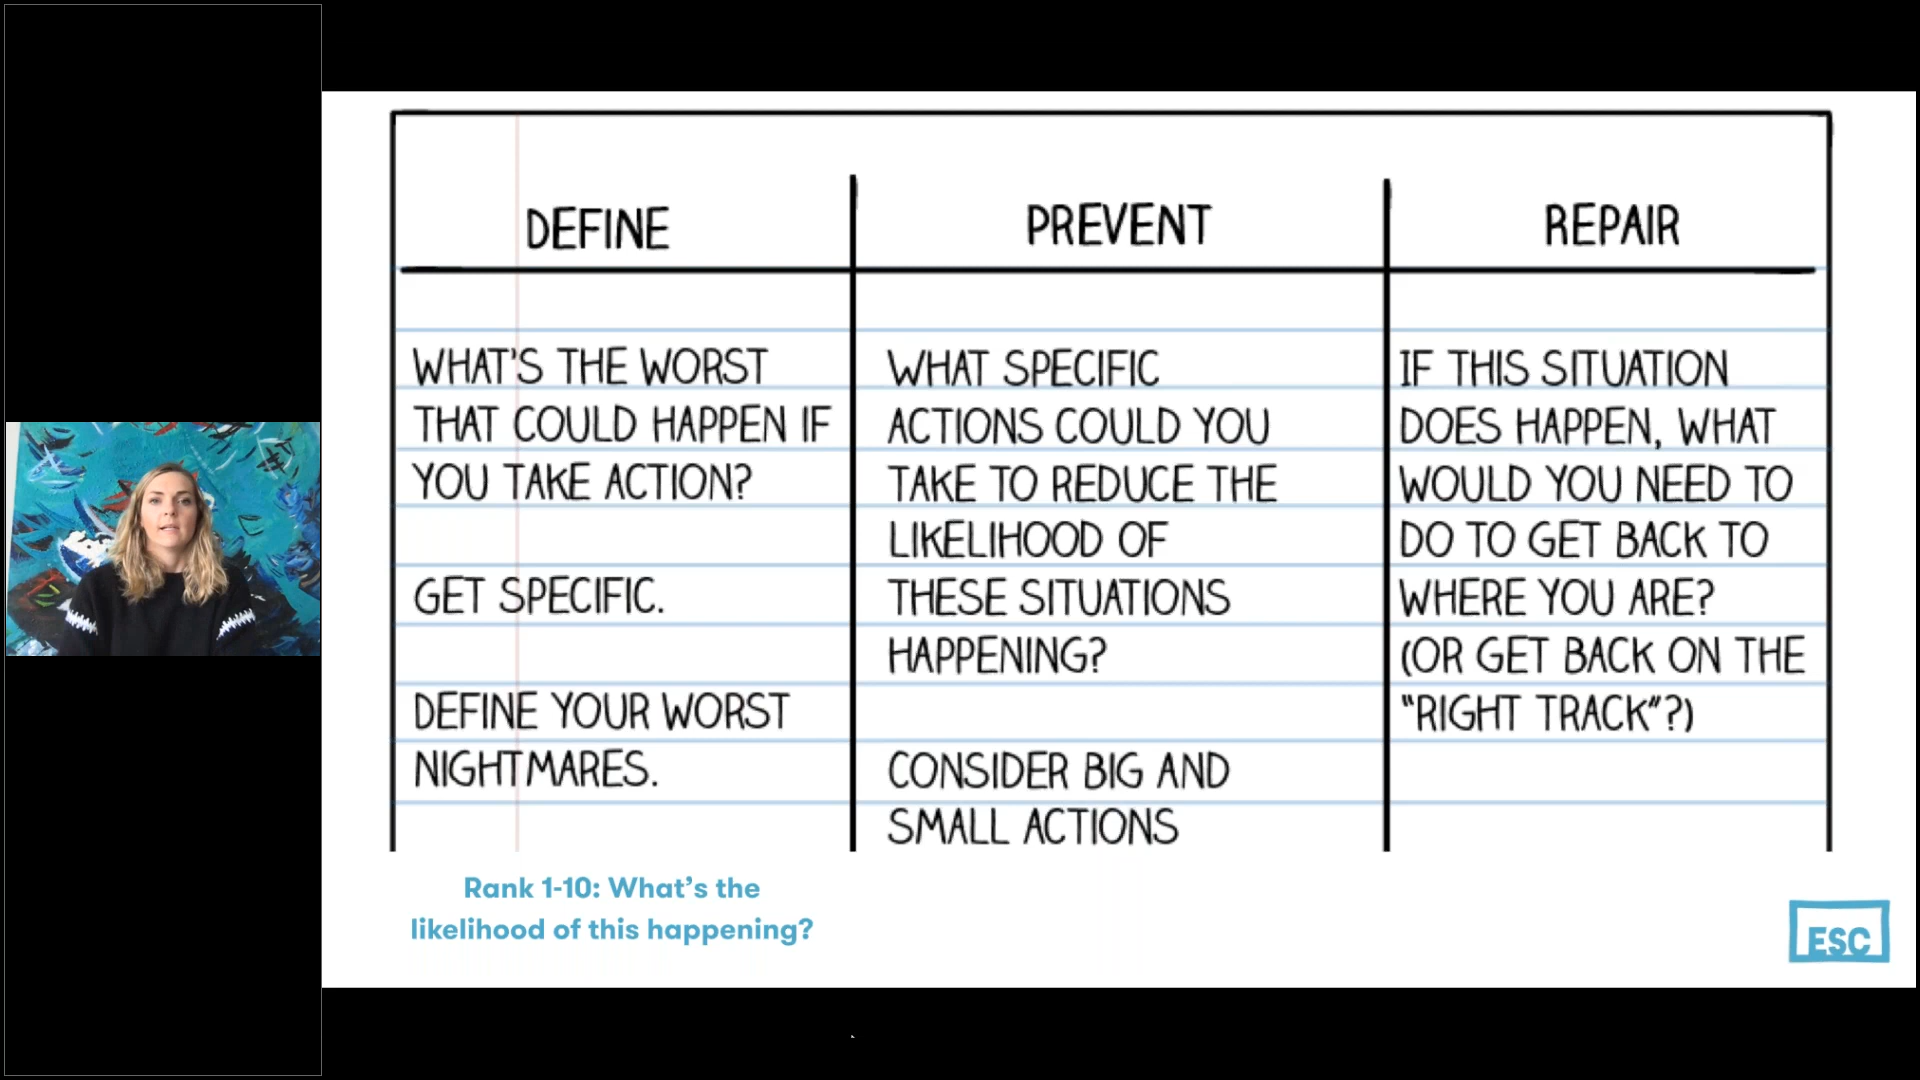 DEFINE
PREVENT
REPAIR
WHAT'S THE WORST
THAT COULD HAPPEN IF
YOU TAKE ACTION?
GET SPECIFIC.
DEFINE YOUR WORST
NIGHTMARES.
WHAT SPECIFIC
ACTIONS COULD YOU
TAKE TO REDUCE THE
LIKELIHOOD OF
THESE SITUATIONS
HAPPENING?
CONSIDER BIG AND
SMALL ACTIONS
IF THIS SITUATION
DOES HAPPEN, WHAT
WOULD YOU NEED TO
DO TO GET BACK TO
WHERE YOU ARE?
(OR GET BACK ON THE
“RIGHT TRACK”?)
Rank 1-10: What’s the
likelihood of this happening?
ESC